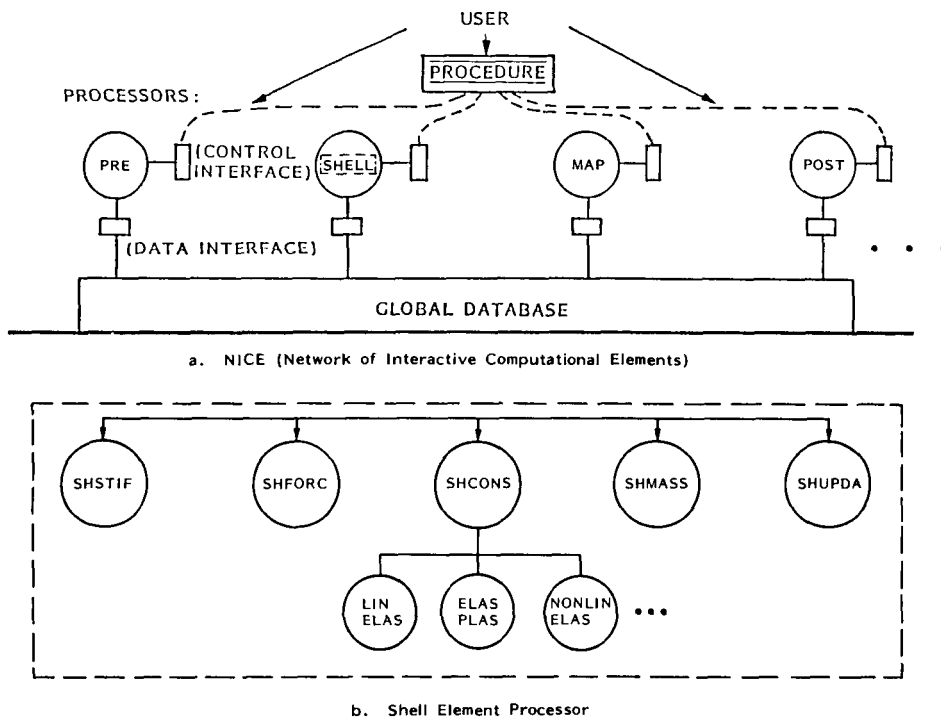 USER
PROCEDURE
PROCESSORS:
PRE
(CONTROL
INTERFACE)
SHELL
MAP
POST
(DATA INTERFACE)
• • •
GLOBAL DATABASE
a. NICE (Network of Interactive Computational Elements)
SHSTIF
SHFORC
SHCONS
SHMASS
SHUPDA
LIN
ELAS
ELAS
PLAS
NONLIN
ELAS
•••
b. Shell Element Processor